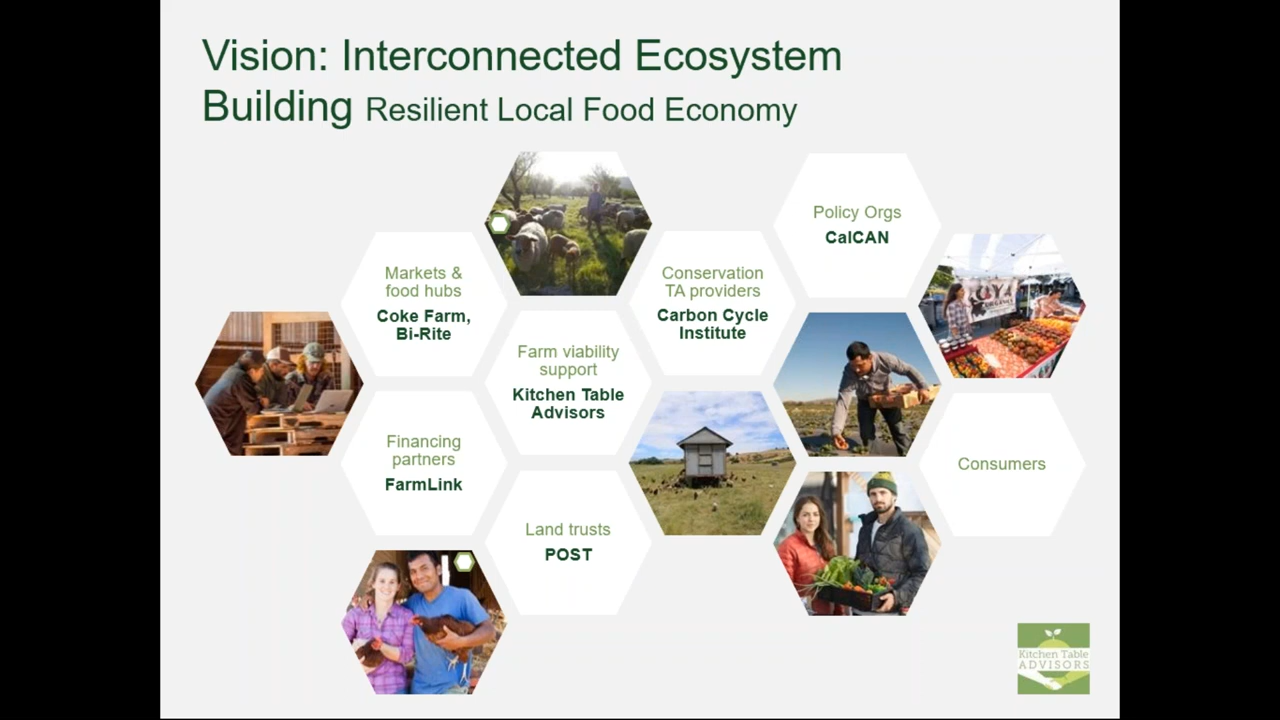 Vision: Interconnected Ecosystem
Building Resilient Local Food Economy
Policy Orgs
CalCAN
Markets &
food hubs
Coke Farm,
Bi-Rite
Conservation
TA providers
Carbon Cycle
Institute
Farm viability
support
Kitchen Table
Advisors
Financing
partners
FarmLink
Consumers
Land trusts
POST
Kitchen Table
ADVISORS